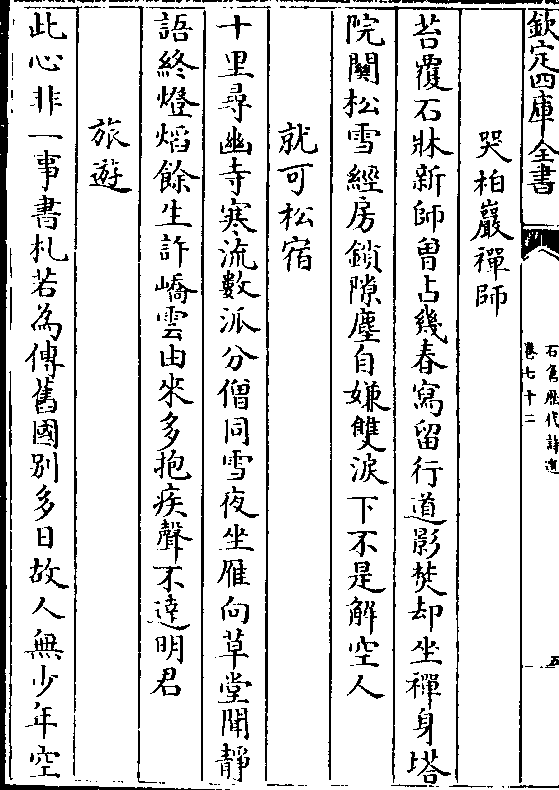 欽定四庫全書
石倉歷代詩選
卷七十二
五
哭柏巖禪師
苔覆石牀新師曾占幾春寫留行道影焚却坐禪身塔
院關松雪經房鎖隙塵自嫌雙淚下不是解空人
就可松宿
十里尋幽寺寒流數派分僧同雪夜坐雁向草堂聞靜
語終燈熖餘生許嶠雲由來多抱疾聲不達明君
旅遊
此心非一事書札若為傳舊國別多日故人無少年空